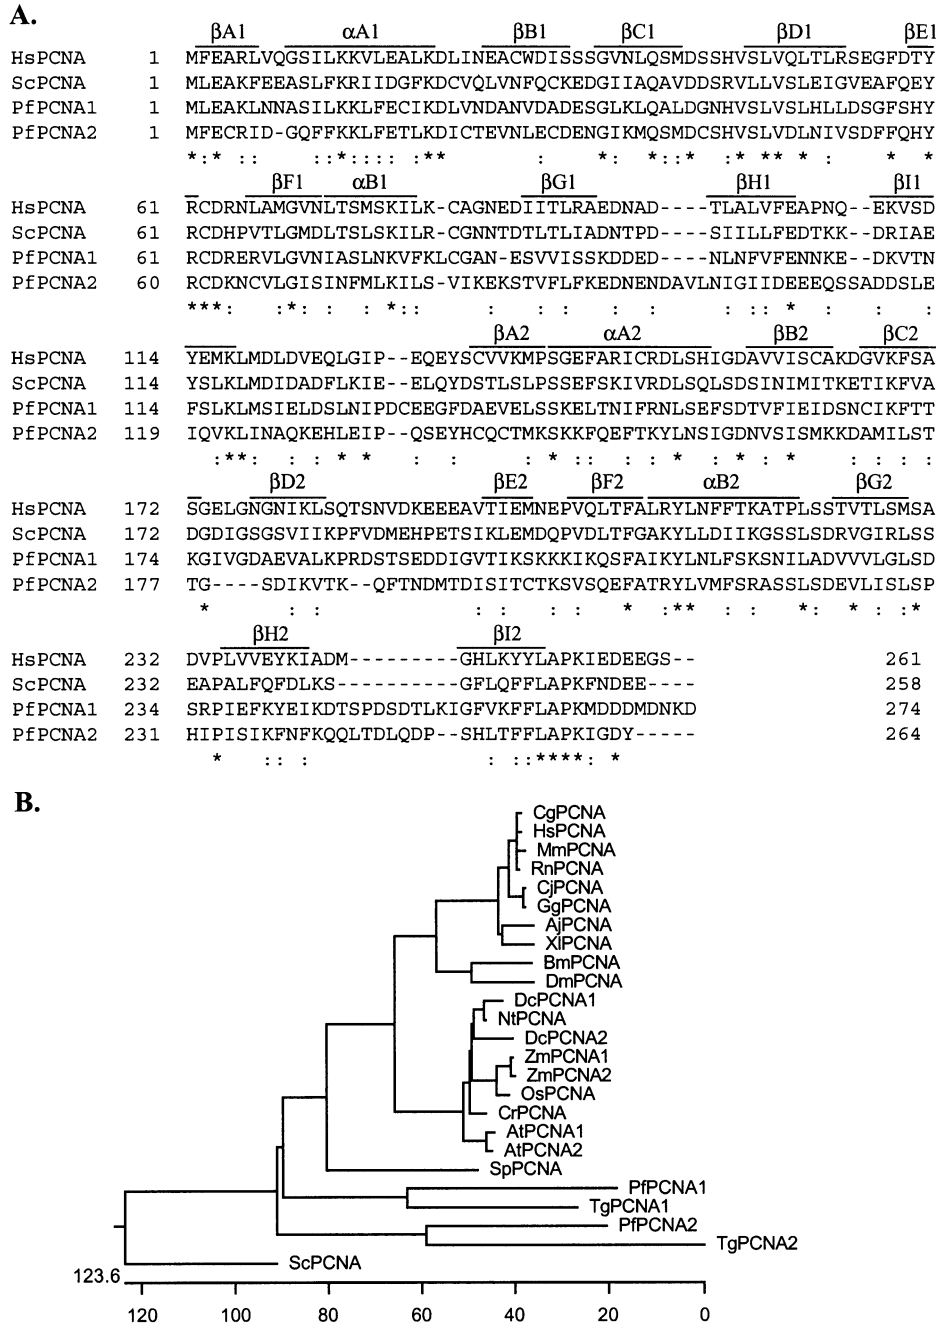 A.
βA1 αA1 βB1 βC1 βD1 βE1
HsPCNA 1 MFEARLVQGSILKKVLEALKDLINEACWDISSSGVNLQSMDSSHVSLVQLTLRSEGFDTY
ScPCNA 1 MLEAKFEEASLFKRIIDGFKDCVQLVNFQCKEDGIIAQAVDDSRVLLVSLEIGVEAFQEY
PfPCNA1 1 MLEAKLNNASILKKLFECIKDLVNDANVDADESGLKLQALDGNHVSLVSLHLLDSGFSHY
PfPCNA2 1 MFECRID-GQFFKKLFETLKDICTEVNLECDENGIKMQSMDCSHVSLVDLNIVSDFFQHY
*:* :: ::*::::** : *: *::* *: ** * : * *
βF1 αB1 βG1 βH1 βI1
HsPCNA 61 RCDRNLAMGVNLTSMSKILK-CAGNEDIITLRAEDNAD----TLALVFEAPNQ--EKVSD
ScPCNA 61 RCDHPVTLGMDLTSLSKILR-CGNNTDTLTLIADNTPD----SIILLFEDTKK--DRIAE
PfPCNA1 61 RCDRERVLGVNIASLNKVFKLCGAN-ESVVISSKDDED----NLNFVFENNKE--DKVTN
PfPCNA2 60 RCDKNCVLGISINFMLKILS-VIKEKSTVFLFKEDNENDAVLNIGIIDEEEQSSADDSLE
***: :*: : : *:: : :: : : :* : :
βA2 αA2 βB2 βC2
HsPCNA 114 YEMKLMDLDVEQLGIP--EQEYSCVVKMPSGEFARICRDLSHIGDAVVISCAKDGVKFSA
ScPCNA 114 YSLKLMDIDADFLKIE--ELQYDSTLSLPSSEFSKIVRDLSQLSDSINIMITKETIKFVA
PfPCNA1 114 FSLKLMSIELDSLNIPDCEEGFDAEVELSSKELTNIFRNLSEFSDTVFIEIDSNCIKFTT
PfPCNA2 119 IQVKLINAQKEHLEIP--QSEYHCQCTMKSKKFQEFTKYLNSIGDNVSISMKKDAMILST
:**: : :* * : : : * :: : :* : *: * : : : :
βD2 βE2 βF2 αB2 βG2
HsPCNA 172 SGELGNGNIKLSQTSNVDKEEEAVTIEMNEPVQLTFALRYLNFFTKATPLSSTVTLSMSA
ScPCNA 172 DGDIGSGSVIIKPFVDMEHPETSIKLEMDQPVDLTFGAKYLLDIIKGSSLSDRVGIRLSS
PfPCNA1 174 KGIVGDAEVALKPRDSTSEDDIGVTIKSKKKIKQSFAIKYLNLFSKSNILADVVVLGLSD
PfPCNA2 177 TG----SDIKVTK--QFTNDMTDISITCTKSVSQEFATRYLVMFSRASSLSDEVLISLSP
* : : : : : : * :** : : *: * : :*
βH2 βI2
HsPCNA 232 DVPLVVEYKIADM---------GHLKYYLAPKIEDEEGS-- 261
ScPCNA 232 EAPALFQFDLKS----------GFLQFFLAPKFNDEE---- 258
PfPCNA1 234 SRPIEFKYEIKDTSPDSDTLKIGFVKFFLAPKMDDDMDNKD 274
PfPCNA2 231 HIPISIKFNFKQQLTDLQDP--SHLTFFLAPKIGDY----- 264
* :: : : ::****: *
B.
CgPCNA
HsPCNA
MmPCNA
RnPCNA
CjPCNA
GgPCNA
AjPCNA
XlPCNA
BmPCNA
DmPCNA
DcPCNA1
NtPCNA
DcPCNA2
ZmPCNA1
ZmPCNA2
OsPCNA
CrPCNA
AtPCNA1
AtPCNA2
SpPCNA
PfPCNA1
TgPCNA1
PfPCNA2
TgPCNA2
ScPCNA
123.6
120 100 80 60 40 20 0